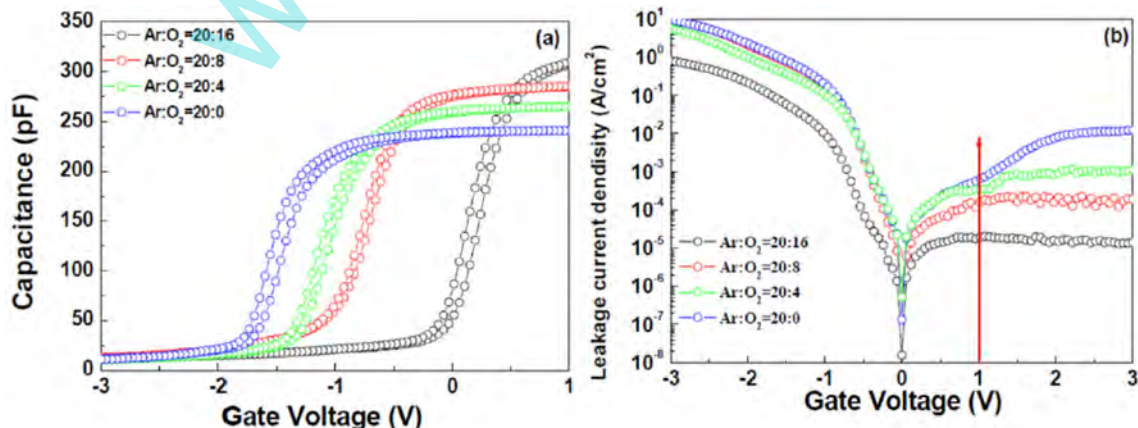 W
(a)
Ar:O2=20:16
Ar:O2=20:8
Ar:O2=20:4
Ar:O2=20:0
Capacitance (pF)
350
300
250
200
150
100
50
0
-3 -2 -1 0 1
Gate Voltage (V)
(b)
Leakage current dendisity (A/cm2)
10^1
10^0
10^-1
10^-2
10^-3
10^-4
10^-5
10^-6
10^-7
10^-8
Ar:O2=20:16
Ar:O2=20:8
Ar:O2=20:4
Ar:O2=20:0
-3 -2 -1 0 1 2 3
Gate Voltage (V)